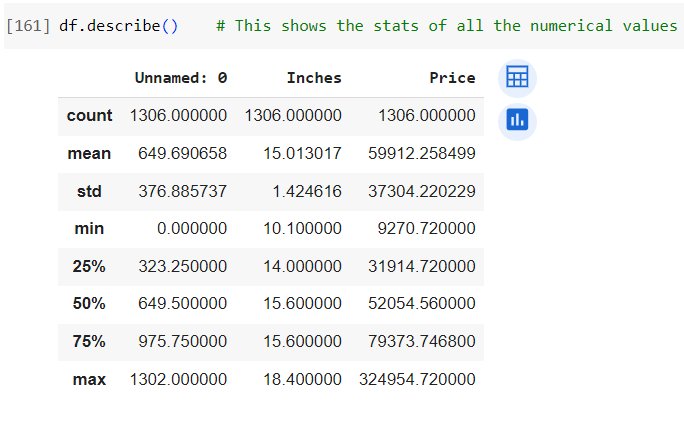 [161] df.describe() # This shows the stats of all the numerical values
Unnamed: 0 Inches Price
count 1306.000000 1306.000000 1306.000000
mean 649.690658 15.013017 59912.258499
std 376.885737 1.424616 37304.220229
min 0.000000 10.100000 9270.720000
25% 323.250000 14.000000 31914.720000
50% 649.500000 15.600000 52054.560000
75% 975.750000 15.600000 79373.746800
max 1302.000000 18.400000 324954.720000